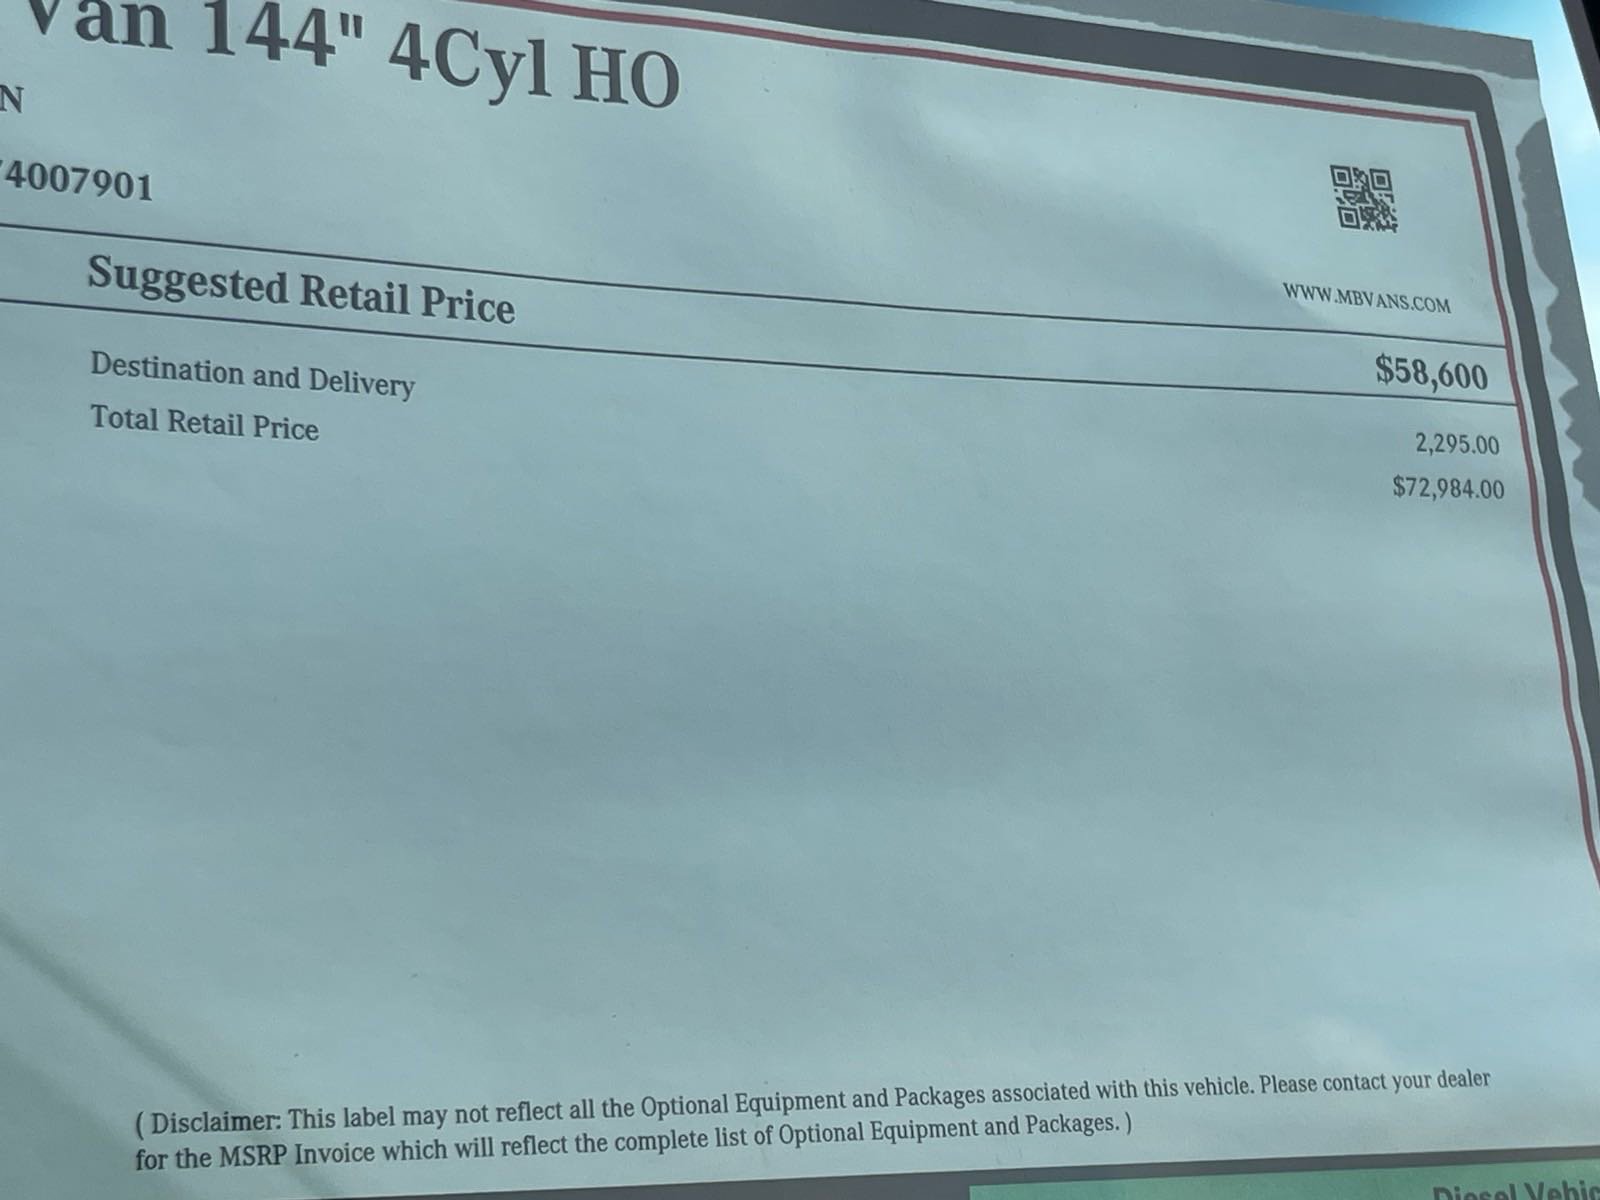 Van 144" 4Cyl HO
N
4007901
WWW.MBVANS.COM
Suggested Retail Price $58,600
Destination and Delivery 2,295.00
Total Retail Price $72,984.00
( Disclaimer: This label may not reflect all the Optional Equipment and Packages associated with this vehicle. Please contact your dealer
for the MSRP Invoice which will reflect the complete list of Optional Equipment and Packages. )
Diesel Vehic